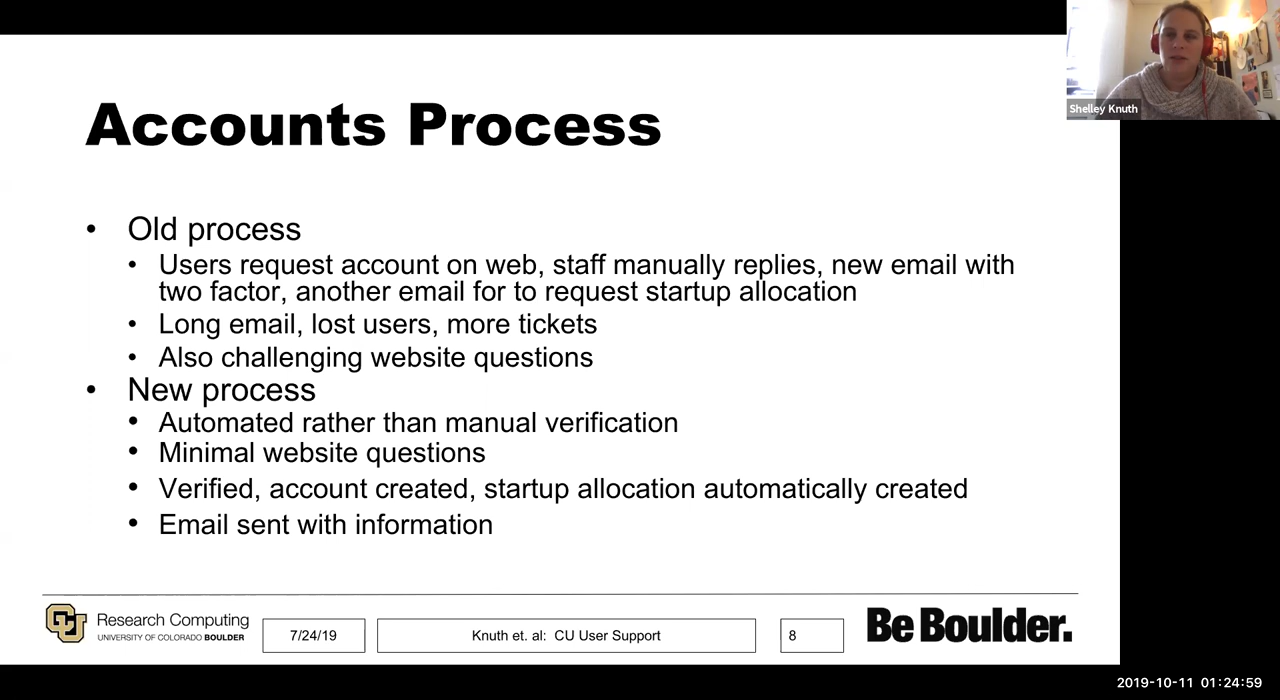 Shelley Knuth
Accounts Process
• Old process
• Users request account on web, staff manually replies, new email with
two factor, another email for to request startup allocation
• Long email, lost users, more tickets
• Also challenging website questions
• New process
• Automated rather than manual verification
• Minimal website questions
• Verified, account created, startup allocation automatically created
• Email sent with information
CU
Research Computing
UNIVERSITY OF COLORADO BOULDER
7/24/19
Knuth et. al: CU User Support
8
Be Boulder.
2019-10-11 01:24:59